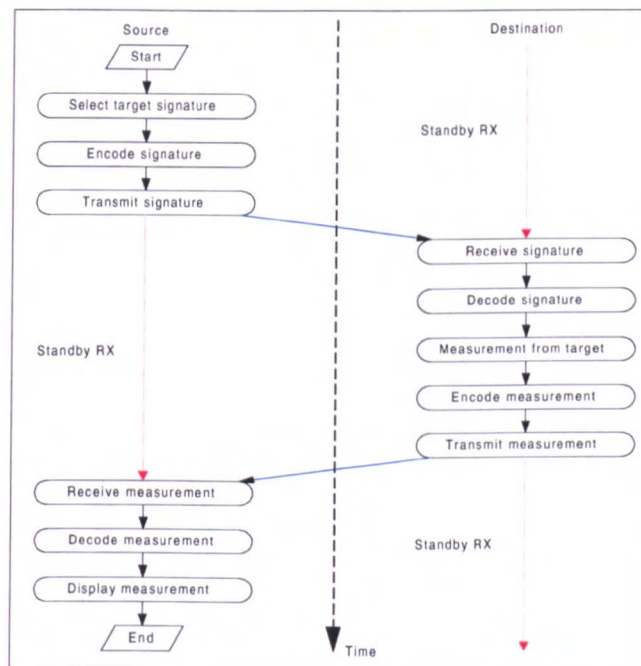 Source
Destination
Start
Select target signature
Standby RX
Encode signature
Transmit signature
Receive signature
Decode signature
Standby RX
Measurement from target
Encode measurement
Transmit measurement
Receive measurement
Decode measurement
Standby RX
Display measurement
End
Time